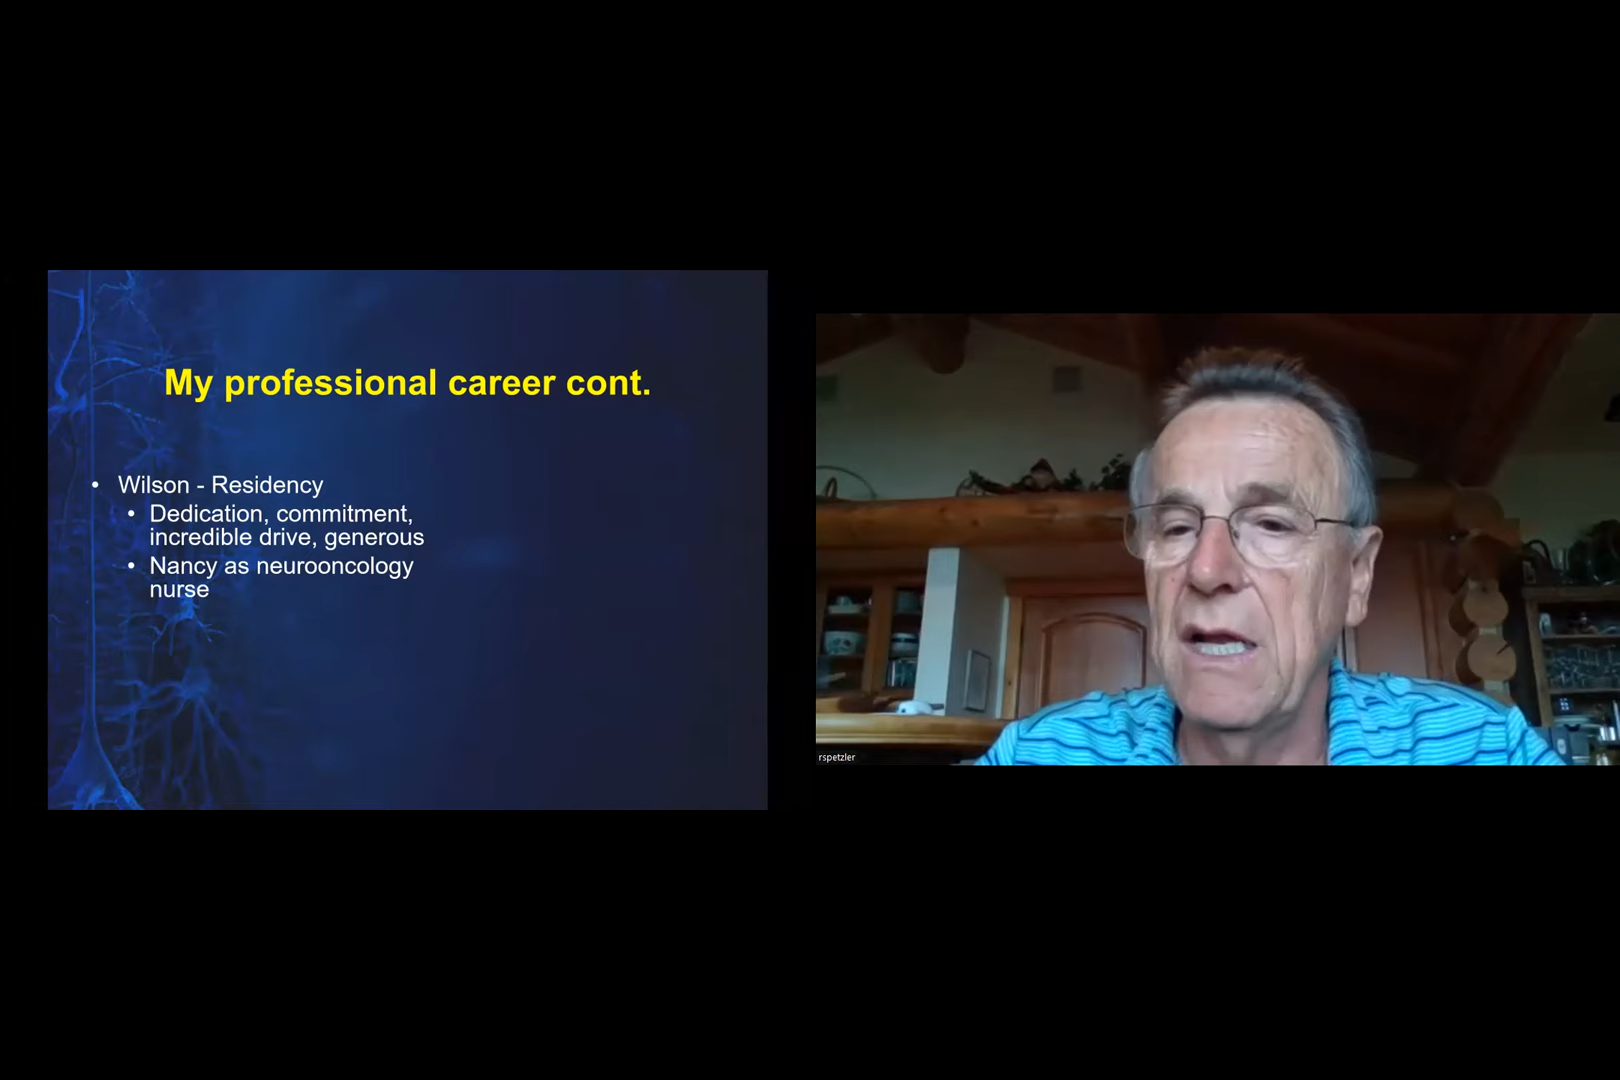 My professional career cont.
• Wilson - Residency
• Dedication, commitment,
incredible drive, generous
• Nancy as neurooncology
nurse
rspetzler